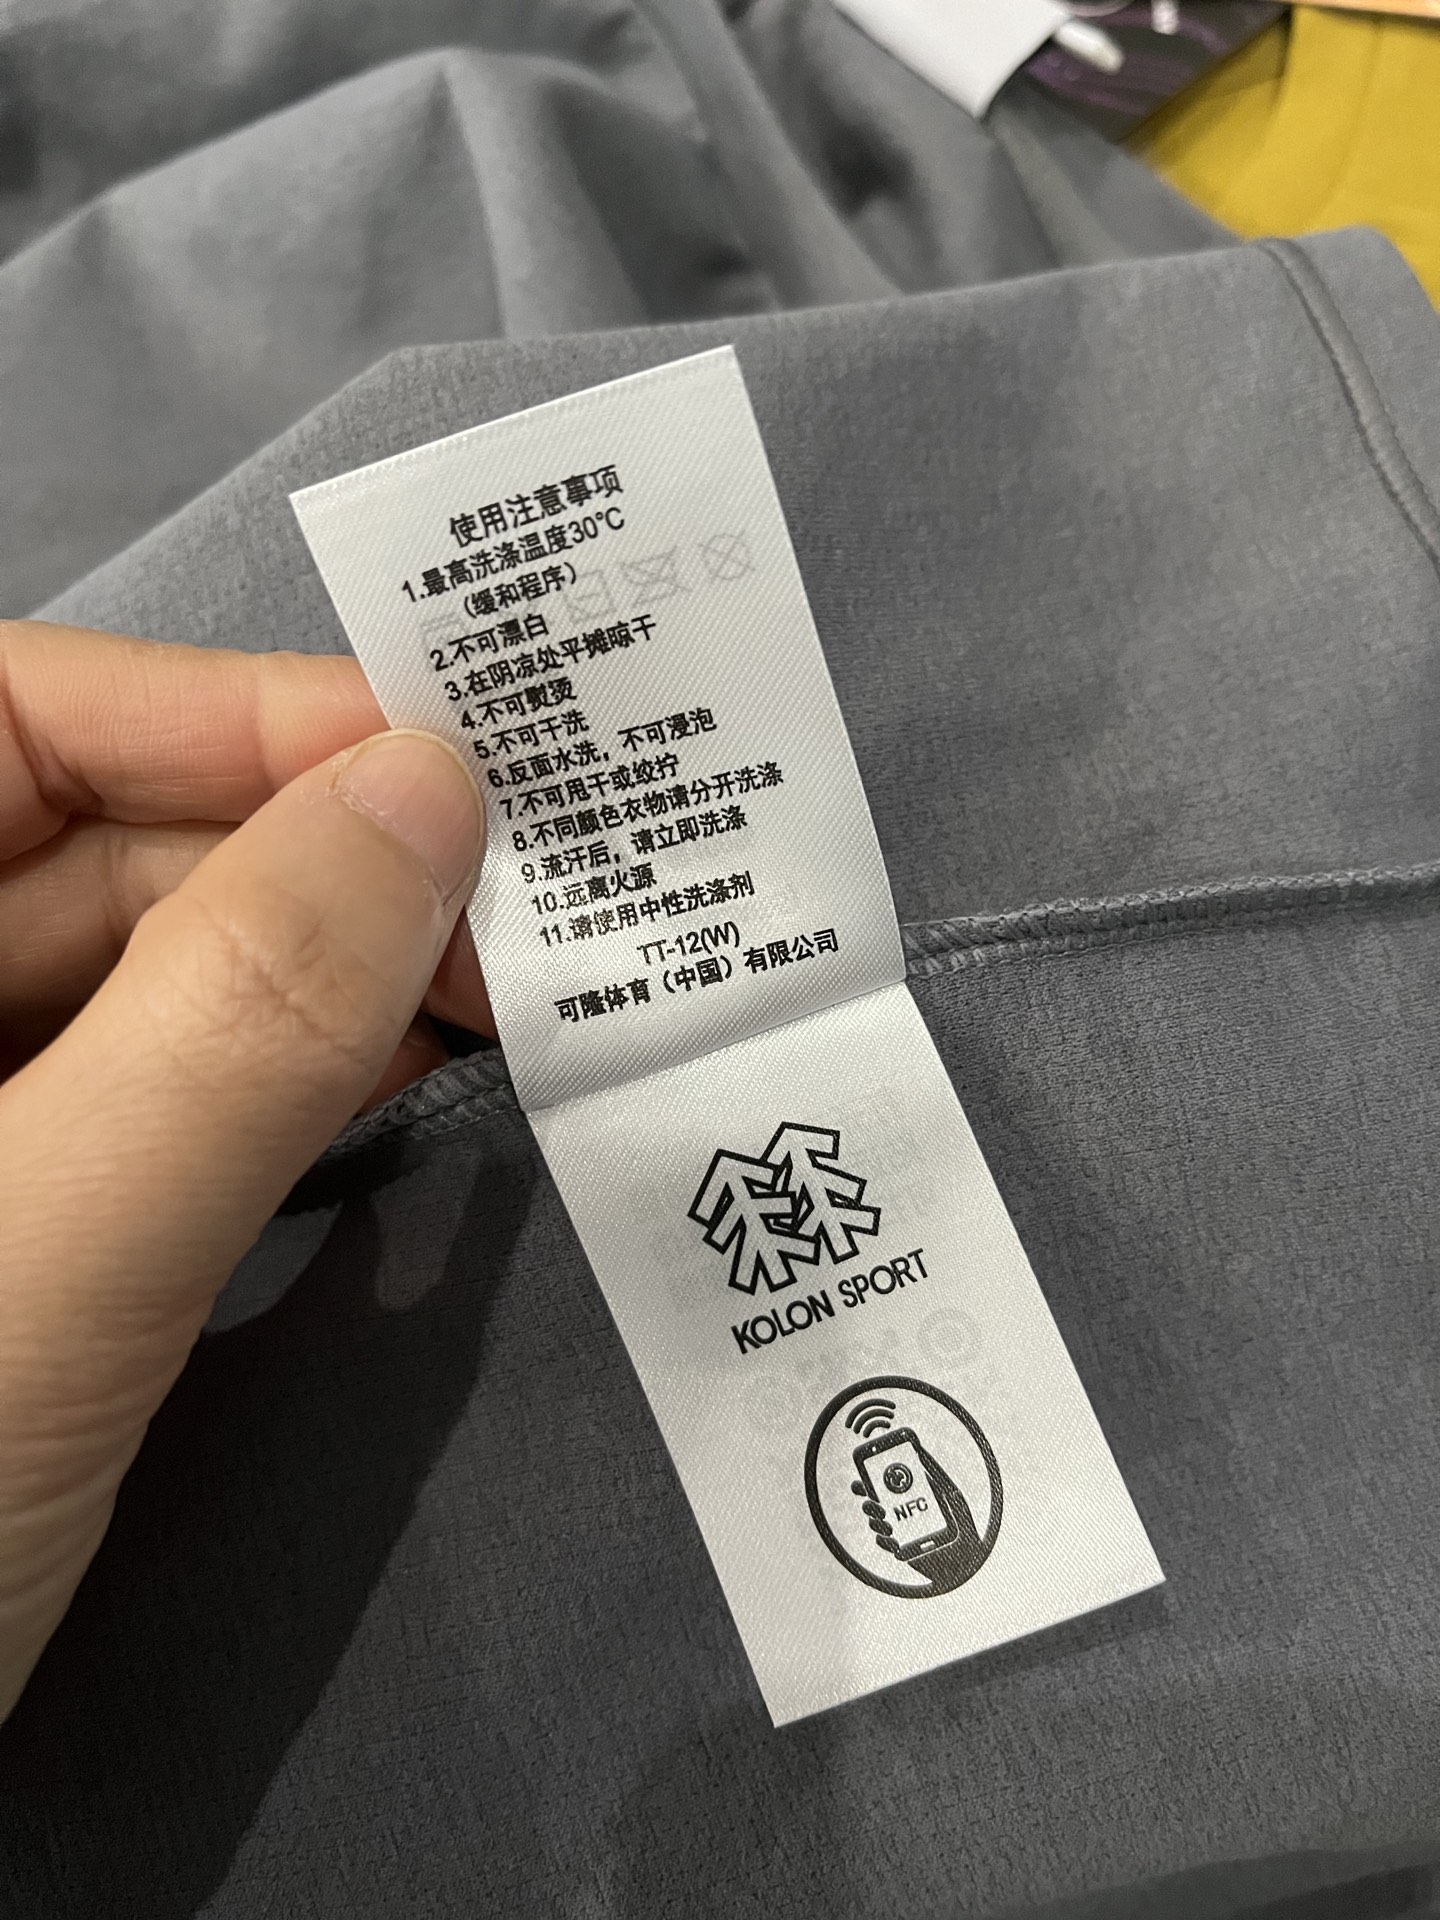 使用注意事项
1.最高洗涤温度30°C
(缓和程序)
2.不可漂白
3.在阴凉处平摊晾干
4.不可熨烫
5.不可干洗
6.反面水洗，不可浸泡
7.不可甩干或绞拧
8.不同颜色衣物请分开洗涤
9.流汗后，请立即洗涤
10.远离火源
11.请使用中性洗涤剂
TT-12(W)
可隆体育（中国）有限公司
KOLON SPORT
NFC